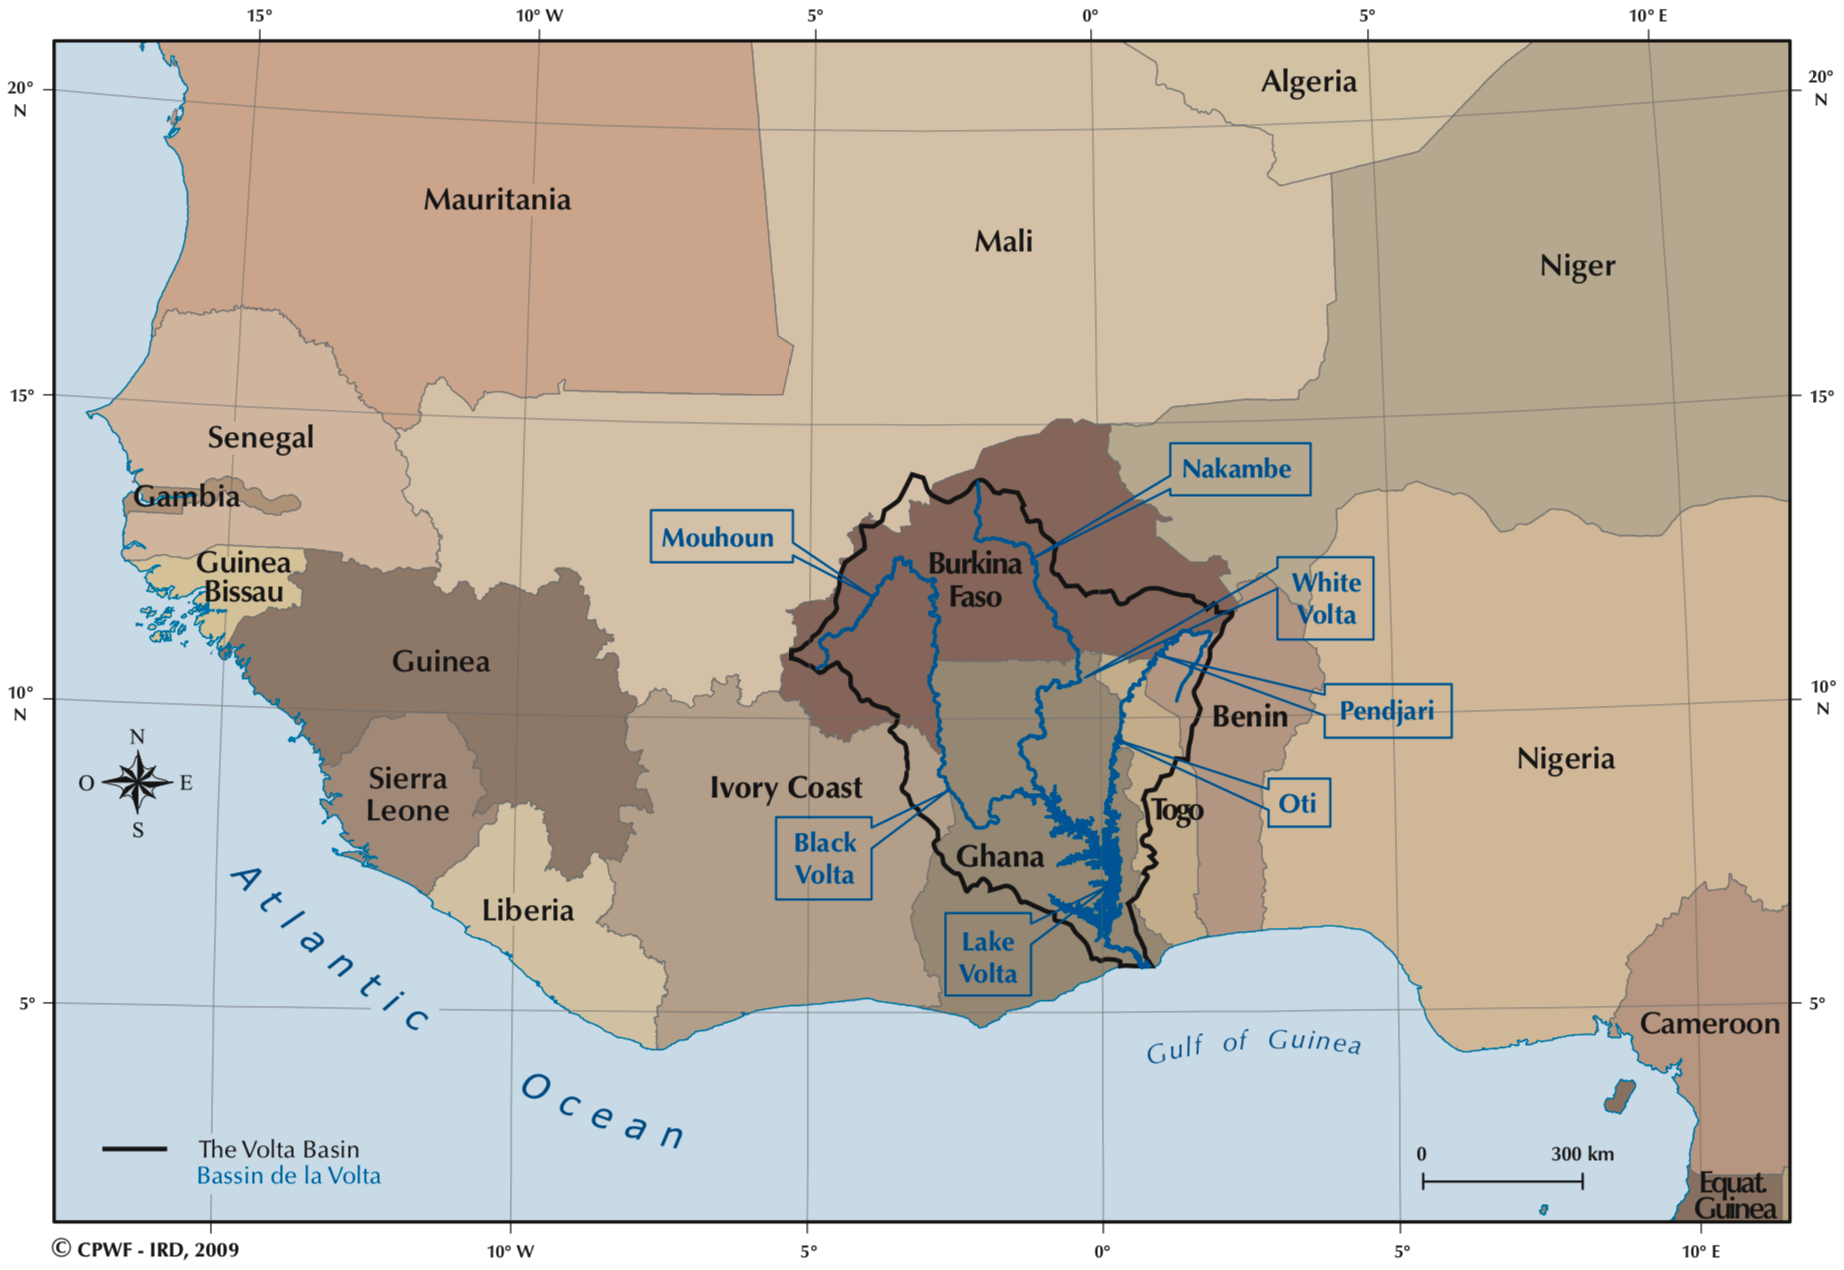 15°
10° W
5°
0°
5°
10° E
20°
N
20°
N
Algeria
Mauritania
Mali
Niger
15°
15°
Senegal
Nakambe
Gambia
Mouhoun
Guinea
Bissau
Burkina
Faso
White
Volta
Guinea
10°
N
10°
N
Pendjari
Benin
N
O
E
S
Sierra
Leone
Ivory Coast
Nigeria
Oti
Togo
Black
Volta
Ghana
Liberia
Lake
Volta
Atlantic
Ocean
5°
5°
Cameroon
Gulf of Guinea
The Volta Basin
Bassin de la Volta
0
300 km
Equat.
Guinea
© CPWF - IRD, 2009
10° W
5°
0°
5°
10° E